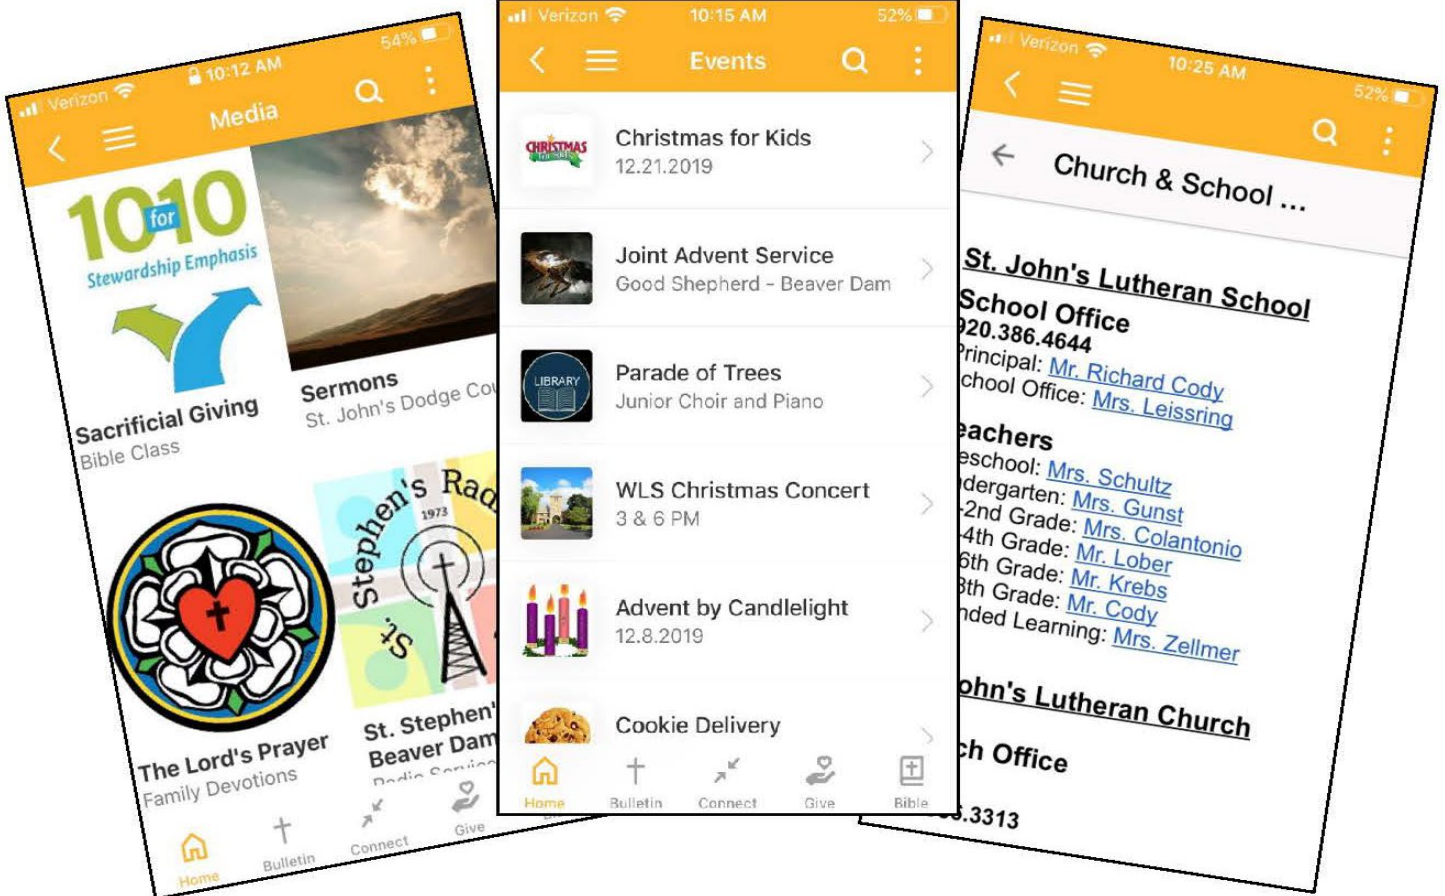 Verizon
10:12 AM
54%
Media
10 for 10
Stewardship Emphasis
Sacrificial Giving
Bible Class
Sermons
St. John's Dodge
The Lord's Prayer
Family Devotions
St. Stephen's
1973
St. Stephen'
Beaver Dam
Home
Bulletin
Connect
Give
Verizon
10:15 AM
52%
Events
CHRISTMAS
Christmas for Kids
12.21.2019
Joint Advent Service
Good Shepherd - Beaver Dam
LIBRARY
Parade of Trees
Junior Choir and Piano
WLS Christmas Concert
3 & 6 PM
Advent by Candlelight
12.8.2019
Cookie Delivery
Home
Bulletin
Connect
Give
Bible
Verizon
10:25 AM
52%
Church & School ...
St. John's Lutheran School
School Office
920.386.4644
Principal: Mr. Richard Cody
chool Office: Mrs. Leissring
eachers
eschool: Mrs. Schultz
dergarten: Mrs. Gunst
-2nd Grade: Mrs. Colantonio
-4th Grade: Mr. Lober
6th Grade: Mr. Krebs
8th Grade: Mr. Cody
nded Learning: Mrs. Zellmer
ohn's Lutheran Church
ch Office
6.3313